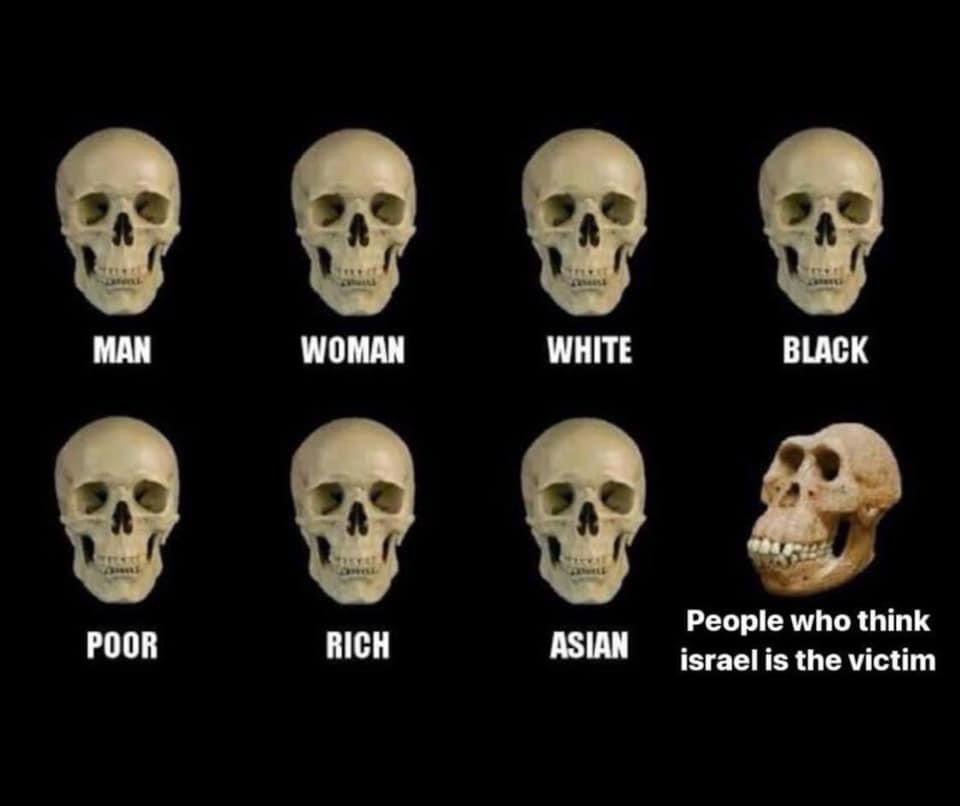 MAN
WOMAN
WHITE
BLACK
POOR
RICH
ASIAN
People who think
israel is the victim